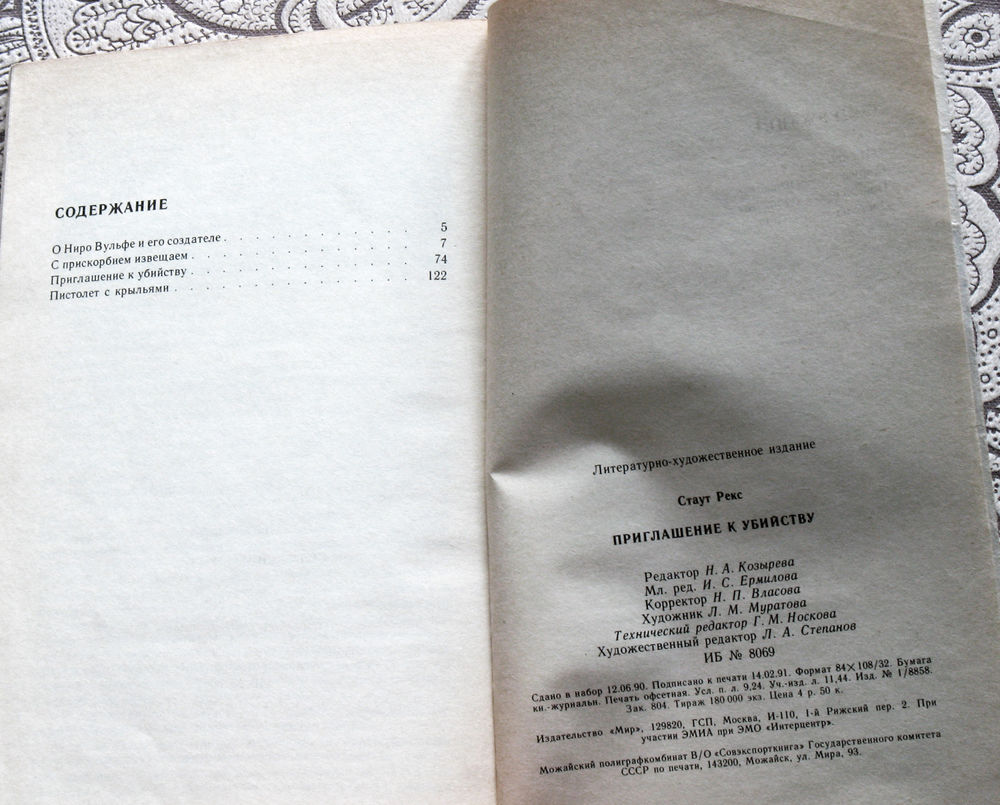 СОДЕРЖАНИЕ
О Ниро Вульфе и его создателе . . . . . . . . . . . 5
С прискорбием извещаем . . . . . . . . . . . . 7
Приглашение к убийству . . . . . . . . . . . . 74
Пистолет с крыльями . . . . . . . . . . . . . 122
Литературно-художественное издание
Стаут Рекс
ПРИГЛАШЕНИЕ К УБИЙСТВУ
Редактор Н. А. Козырева
Мл. ред. И. С. Ермилова
Корректор Н. П. Власова
Художник Л. М. Муратова
Технический редактор Г. М. Носкова
Художественный редактор Л. А. Степанов
ИБ № 8069
Сдано в набор 12.06.90. Подписано к печати 14.02.91. Формат 84×108/32. Бумага
кн.-журнальн. Печать офсетная. Усл. п. л. 9,24. Уч.-изд. л. 11,44. Изд. № 1/8858.
Зак. 804. Тираж 180 000 экз. Цена 4 р. 50 к.
Издательство «Мир», 129820, ГСП, Москва, И-110, 1-й Рижский пер. 2. При
участии ЭМИА при ЭМО «Интерцентр».
Можайский полиграфкомбинат В/О «Совэкспорткнига» Государственного комитета
СССР по печати, 143200, Можайск, ул. Мира, 93.